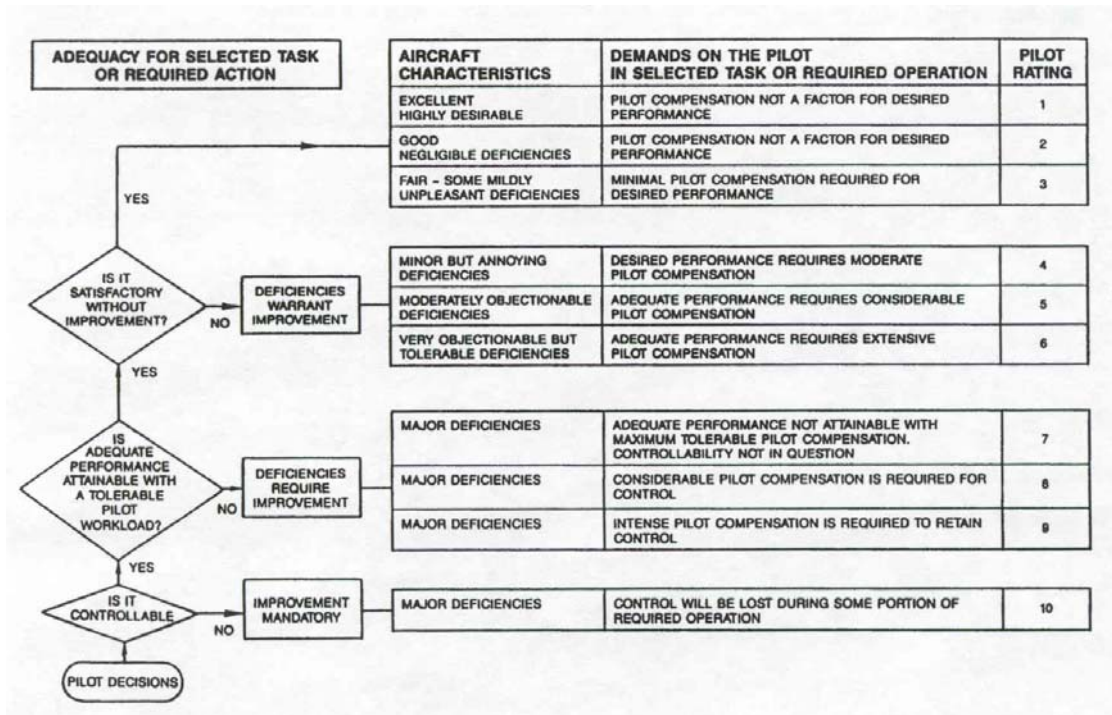 ADEQUACY FOR SELECTED TASK
OR REQUIRED ACTION
AIRCRAFT
CHARACTERISTICS
DEMANDS ON THE PILOT
IN SELECTED TASK OR REQUIRED OPERATION
PILOT
RATING
EXCELLENT
HIGHLY DESIRABLE
PILOT COMPENSATION NOT A FACTOR FOR DESIRED
PERFORMANCE
1
GOOD
NEGLIGIBLE DEFICIENCIES
PILOT COMPENSATION NOT A FACTOR FOR DESIRED
PERFORMANCE
2
FAIR - SOME MILDLY
UNPLEASANT DEFICIENCIES
MINIMAL PILOT COMPENSATION REQUIRED FOR
DESIRED PERFORMANCE
3
YES
IS IT
SATISFACTORY
WITHOUT
IMPROVEMENT?
NO
DEFICIENCIES
WARRANT
IMPROVEMENT
MINOR BUT ANNOYING
DEFICIENCIES
DESIRED PERFORMANCE REQUIRES MODERATE
PILOT COMPENSATION
4
MODERATELY OBJECTIONABLE
DEFICIENCIES
ADEQUATE PERFORMANCE REQUIRES CONSIDERABLE
PILOT COMPENSATION
5
VERY OBJECTIONABLE BUT
TOLERABLE DEFICIENCIES
ADEQUATE PERFORMANCE REQUIRES EXTENSIVE
PILOT COMPENSATION
6
YES
IS
ADEQUATE
PERFORMANCE
ATTAINABLE WITH
A TOLERABLE
PILOT
WORKLOAD?
NO
DEFICIENCIES
REQUIRE
IMPROVEMENT
MAJOR DEFICIENCIES
ADEQUATE PERFORMANCE NOT ATTAINABLE WITH
MAXIMUM TOLERABLE PILOT COMPENSATION.
CONTROLLABILITY NOT IN QUESTION
7
MAJOR DEFICIENCIES
CONSIDERABLE PILOT COMPENSATION IS REQUIRED FOR
CONTROL
8
MAJOR DEFICIENCIES
INTENSE PILOT COMPENSATION IS REQUIRED TO RETAIN
CONTROL
9
YES
IS IT
CONTROLLABLE
NO
IMPROVEMENT
MANDATORY
MAJOR DEFICIENCIES
CONTROL WILL BE LOST DURING SOME PORTION OF
REQUIRED OPERATION
10
PILOT DECISIONS